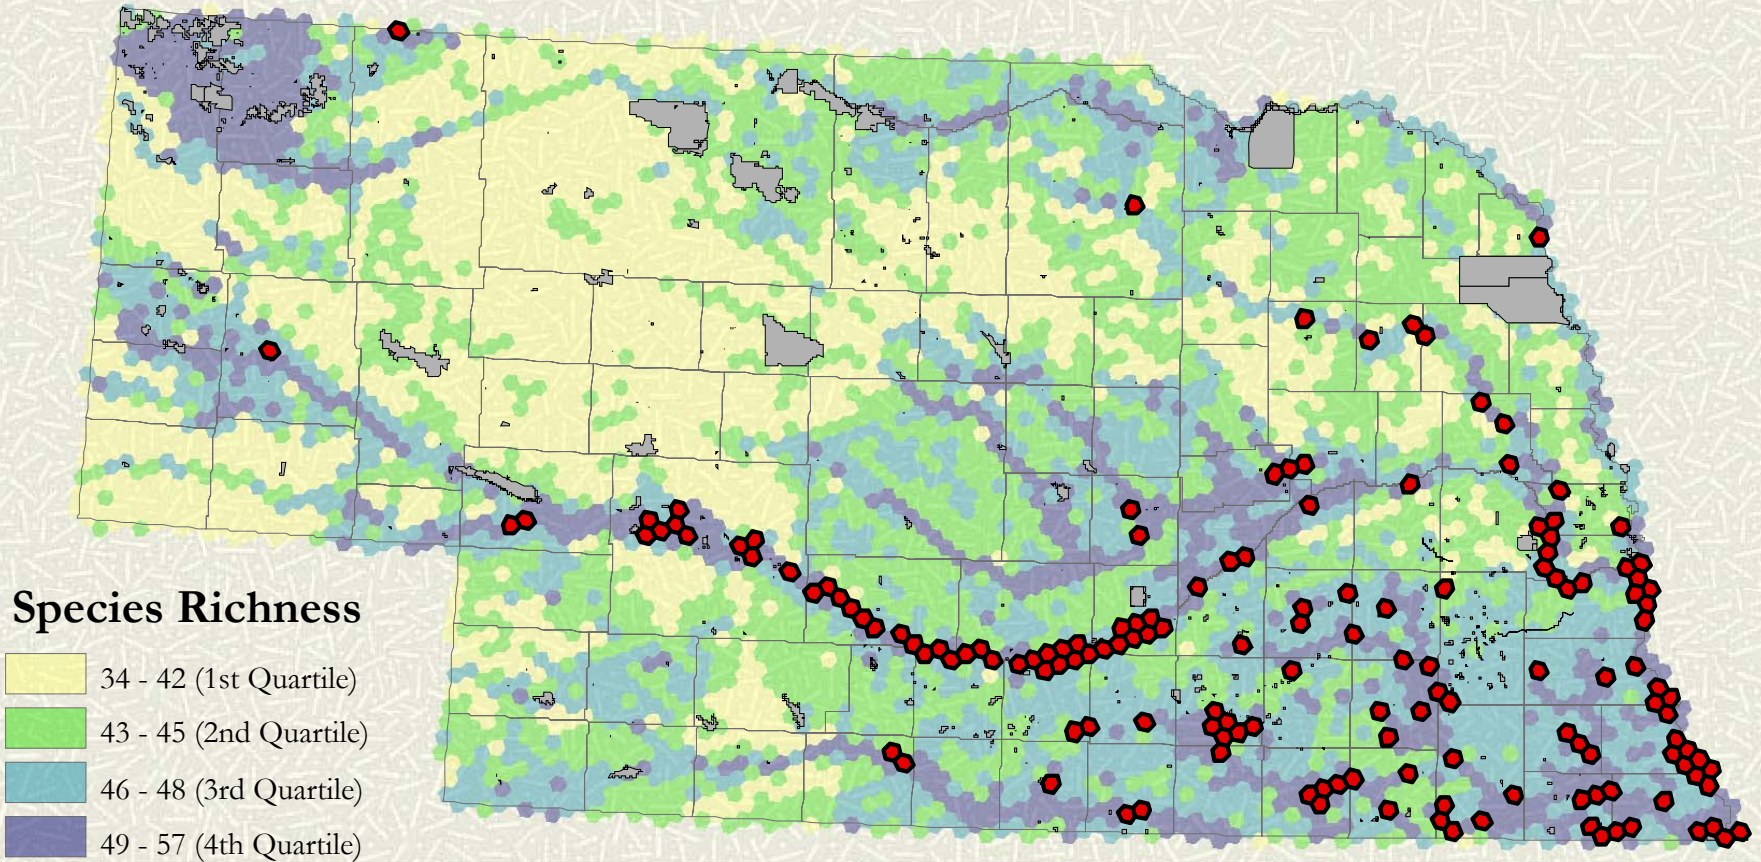 Species Richness
34 - 42 (1st Quartile)
43 - 45 (2nd Quartile)
46 - 48 (3rd Quartile)
49 - 57 (4th Quartile)